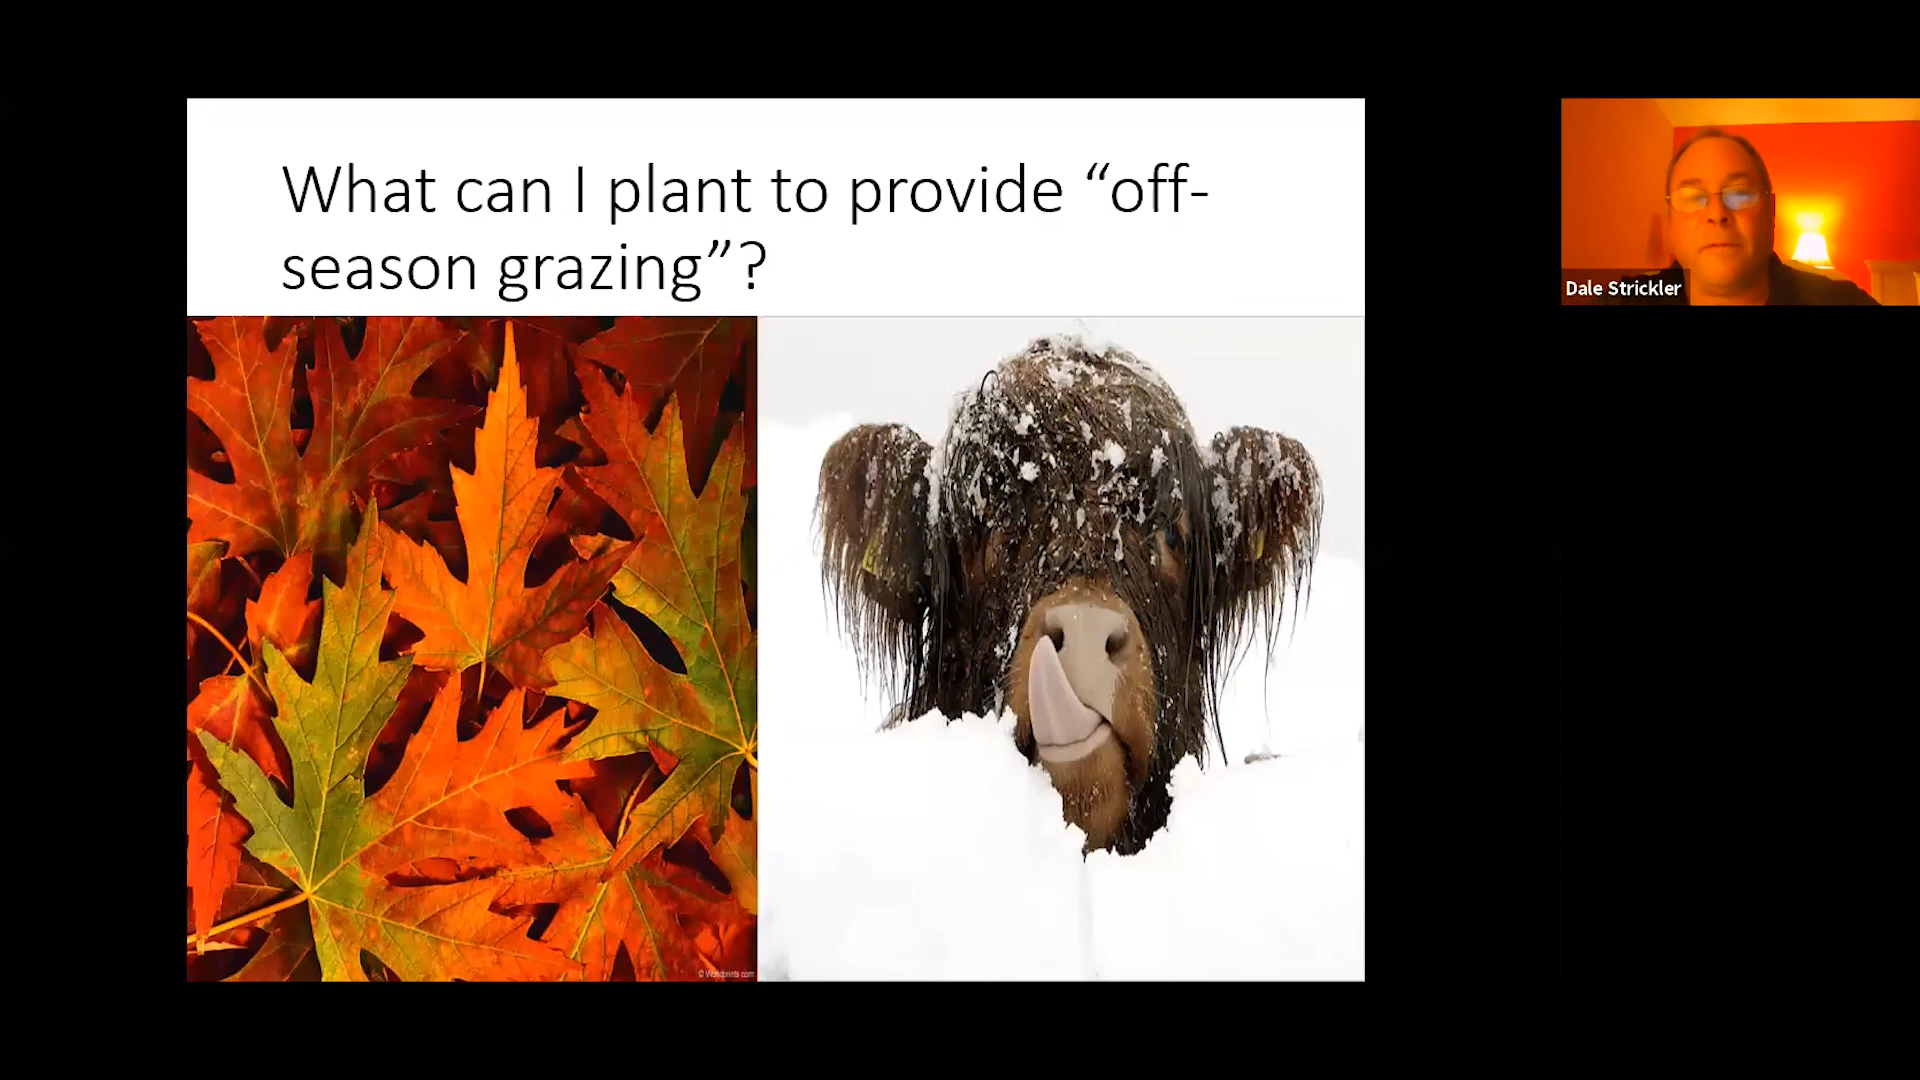 What can I plant to provide “off-
season grazing”?
Dale Strickler